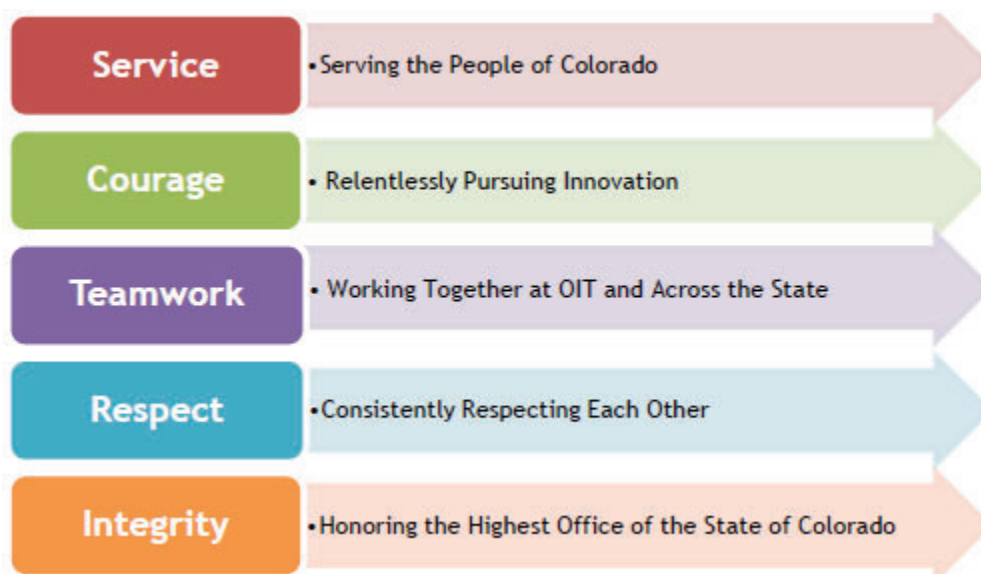 Service
•Serving the People of Colorado
Courage
• Relentlessly Pursuing Innovation
Teamwork
• Working Together at OIT and Across the State
Respect
•Consistently Respecting Each Other
Integrity
•Honoring the Highest Office of the State of Colorado